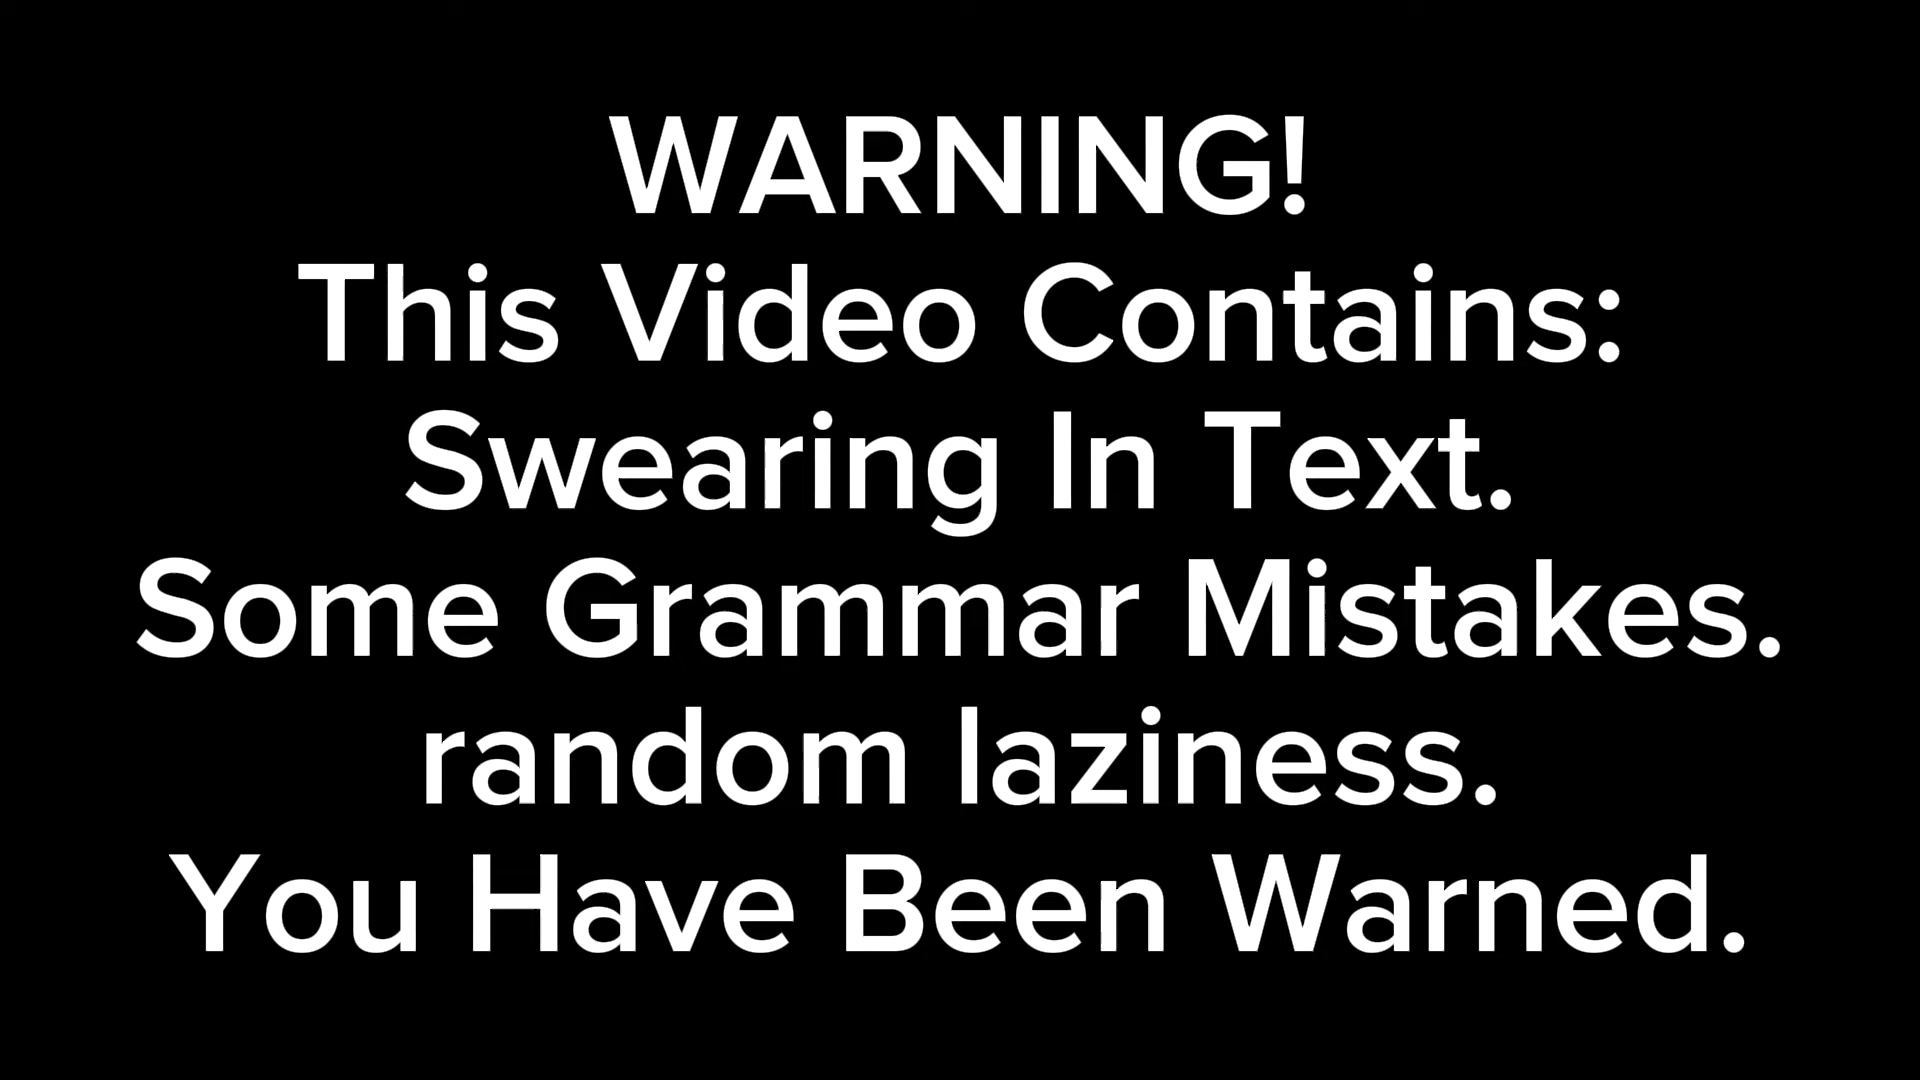 WARNING!
This Video Contains:
Swearing In Text.
Some Grammar Mistakes.
random laziness.
You Have Been Warned.